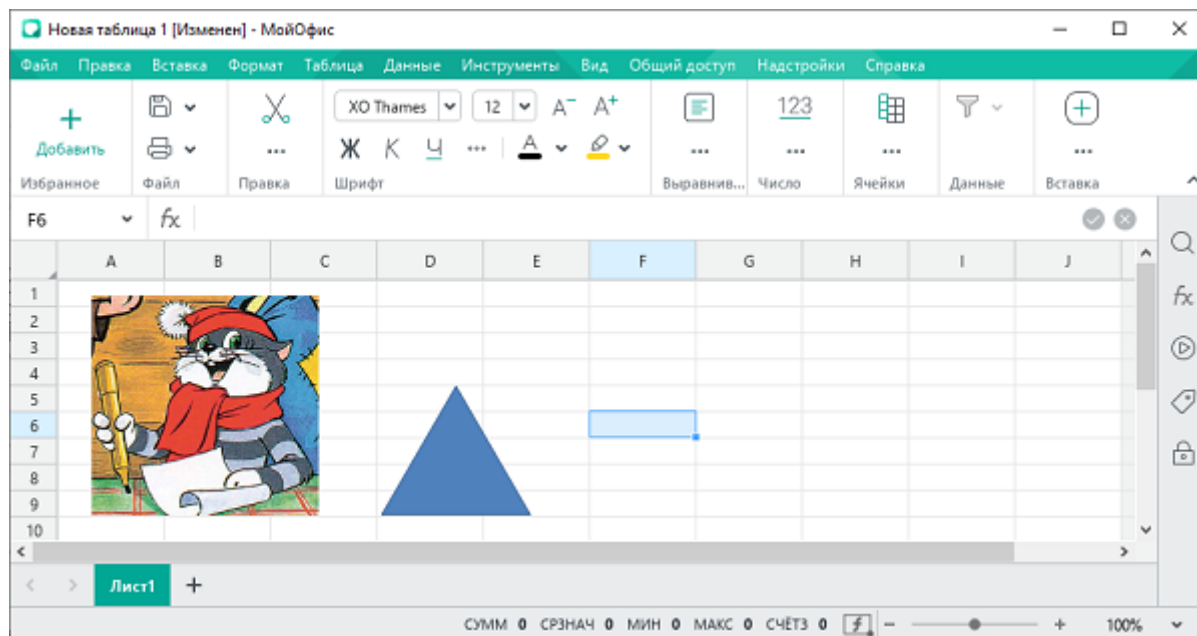 Новая таблица 1 [Изменен] - МойОфис
Файл Правка Вставка Формат Таблица Данные Инструменты Вид Общий доступ Надстройки Справка
XO Thames 12 А⁻ А⁺ 123
Добавить Ж К Ч А
Избранное Файл Правка Шрифт Выравнив... Число Ячейки Данные Вставка
F6 fx
A B C D E F G H I J
1
2
3
4
5
6
7
8
9
10
Лист1
СУММ 0 СРЗНАЧ 0 МИН 0 МАКС 0 СЧЁТЗ 0 100%